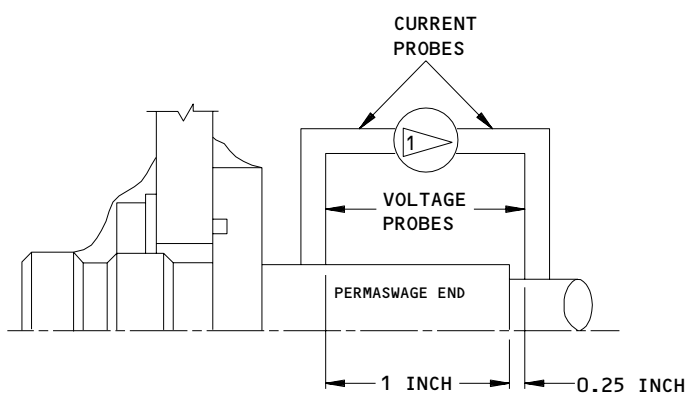 CURRENT
PROBES
1
VOLTAGE
PROBES
PERMASWAGE END
1 INCH
0.25 INCH